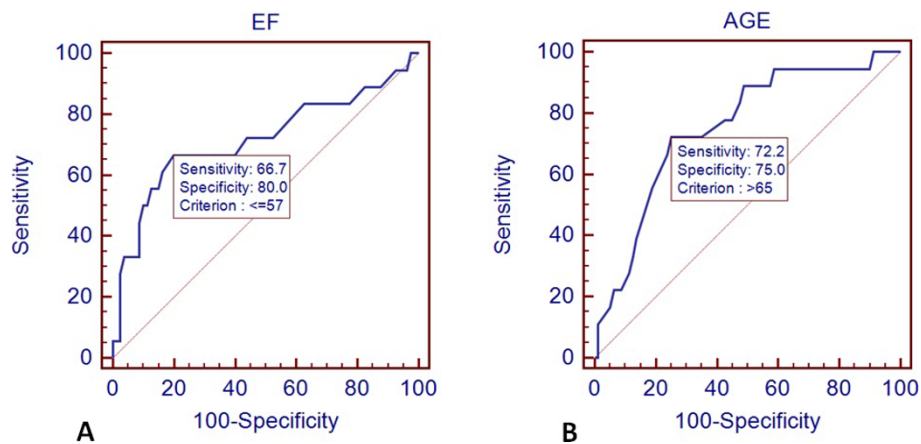 EF
100
80
60
40
20
0
Sensitivity
Sensitivity: 66.7
Specificity: 80.0
Criterion : <=57
0 20 40 60 80 100
100-Specificity
A
AGE
100
80
60
40
20
0
Sensitivity
Sensitivity: 72.2
Specificity: 75.0
Criterion : >65
0 20 40 60 80 100
100-Specificity
B